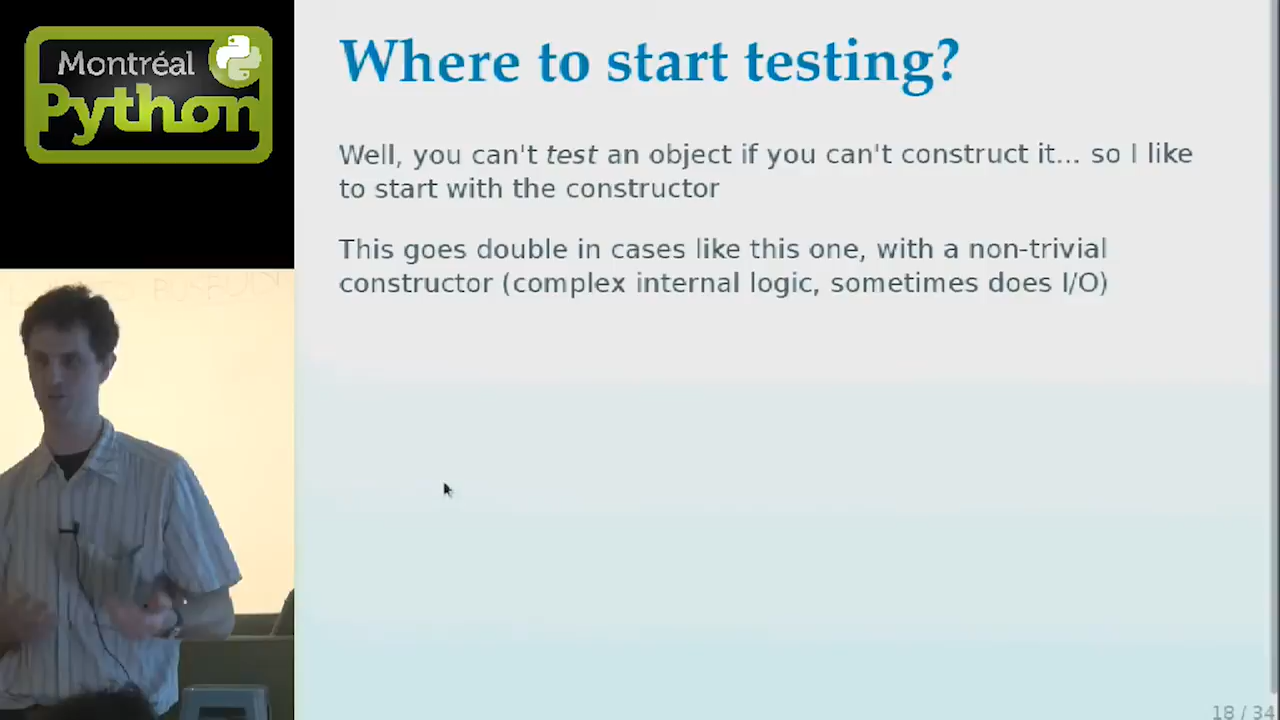 Montréal
Python
Where to start testing?
Well, you can't test an object if you can't construct it... so I like
to start with the constructor
This goes double in cases like this one, with a non-trivial
constructor (complex internal logic, sometimes does I/O)
18 / 34